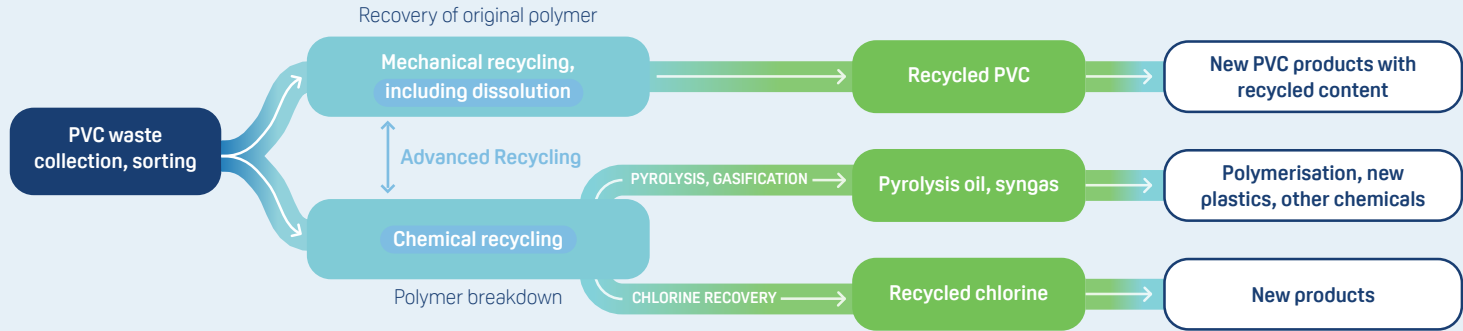 Recovery of original polymer
PVC waste
collection, sorting
Mechanical recycling,
including dissolution
Recycled PVC
New PVC products with
recycled content
Advanced Recycling
Chemical recycling
Polymer breakdown
PYROLYSIS, GASIFICATION
Pyrolysis oil, syngas
Polymerisation, new
plastics, other chemicals
CHLORINE RECOVERY
Recycled chlorine
New products